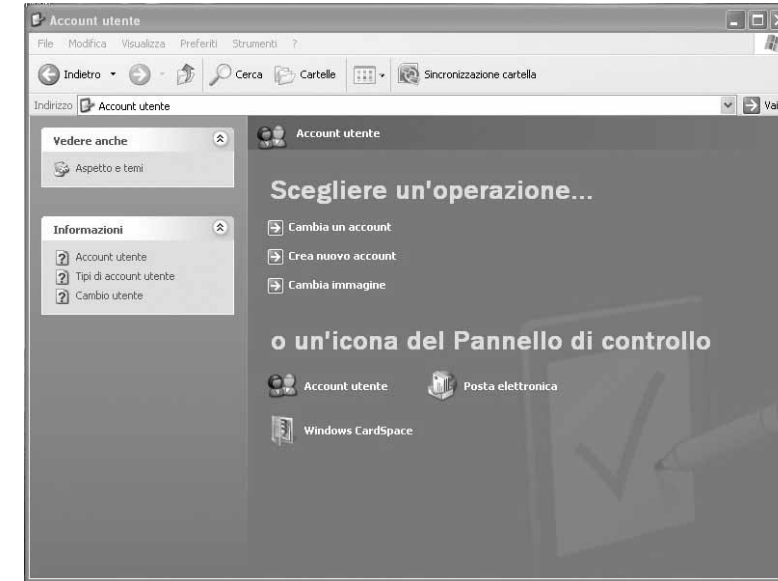 Account utente
File Modifica Visualizza Preferiti Strumenti ?
Indietro Cerca Cartelle Sincronizzazione cartella
Indirizzo Account utente Vai
Vedere anche
Aspetto e temi
Informazioni
Account utente
Tipi di account utente
Cambio utente
Account utente
Scegliere un'operazione...
Cambia un account
Crea nuovo account
Cambia immagine
o un'icona del Pannello di controllo
Account utente Posta elettronica
Windows CardSpace